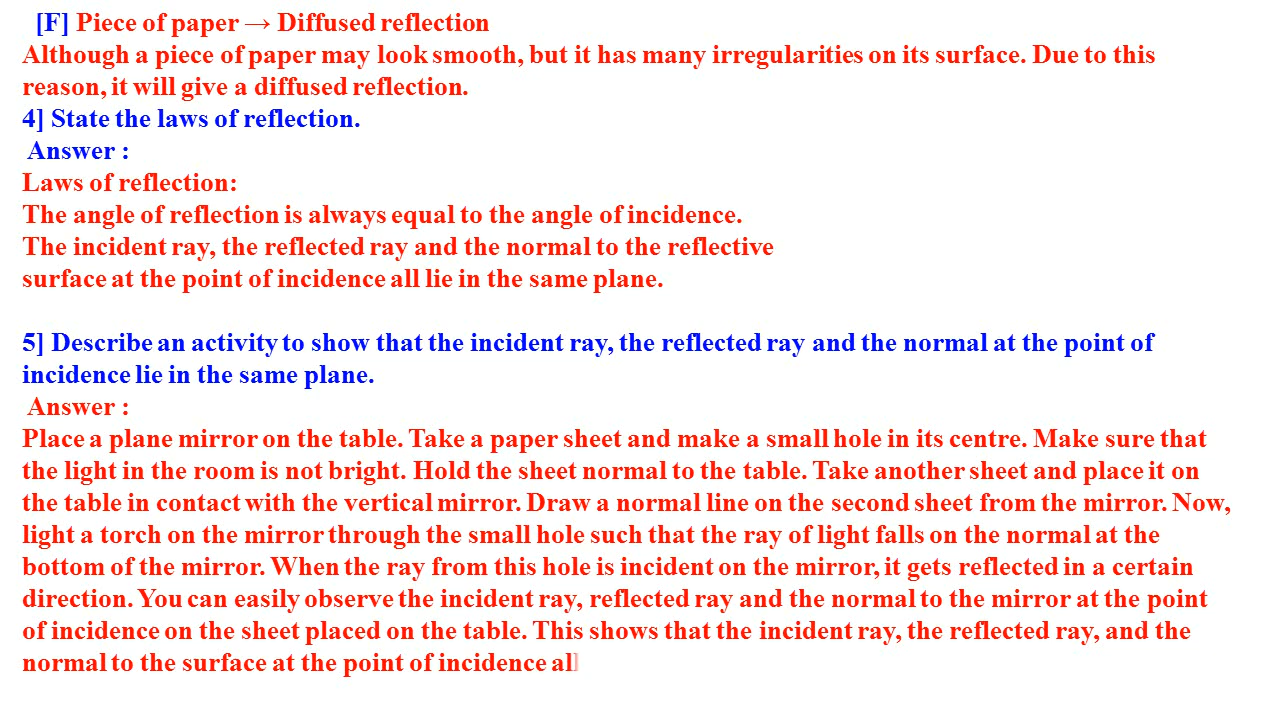 [F] Piece of paper → Diffused reflection
Although a piece of paper may look smooth, but it has many irregularities on its surface. Due to this
reason, it will give a diffused reflection.
4] State the laws of reflection.
Answer :
Laws of reflection:
The angle of reflection is always equal to the angle of incidence.
The incident ray, the reflected ray and the normal to the reflective
surface at the point of incidence all lie in the same plane.
5] Describe an activity to show that the incident ray, the reflected ray and the normal at the point of
incidence lie in the same plane.
Answer :
Place a plane mirror on the table. Take a paper sheet and make a small hole in its centre. Make sure that
the light in the room is not bright. Hold the sheet normal to the table. Take another sheet and place it on
the table in contact with the vertical mirror. Draw a normal line on the second sheet from the mirror. Now,
light a torch on the mirror through the small hole such that the ray of light falls on the normal at the
bottom of the mirror. When the ray from this hole is incident on the mirror, it gets reflected in a certain
direction. You can easily observe the incident ray, reflected ray and the normal to the mirror at the point
of incidence on the sheet placed on the table. This shows that the incident ray, the reflected ray, and the
normal to the surface at the point of incidence all